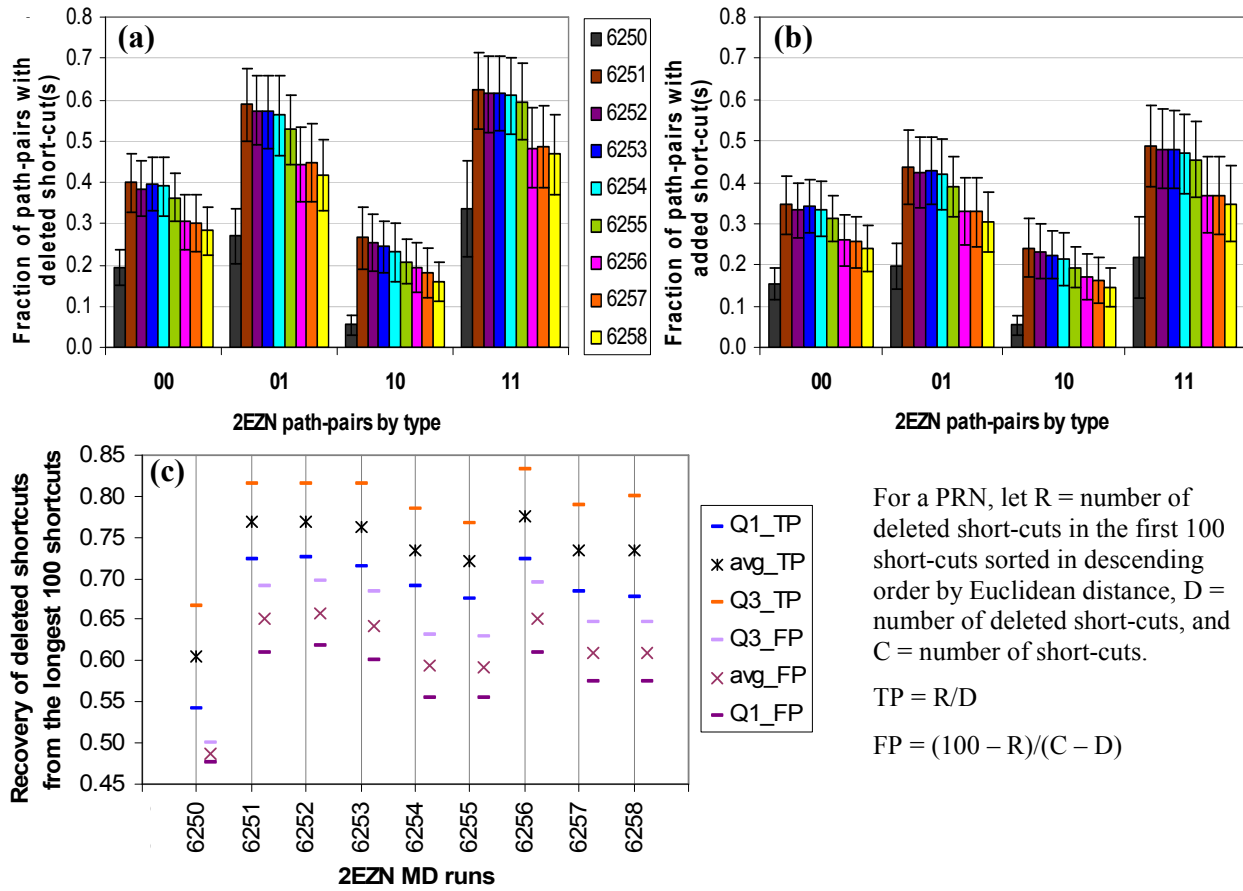 (a)
Fraction of path-pairs with
deleted short-cut(s)
0.8
0.7
0.6
0.5
0.4
0.3
0.2
0.1
0.0
00
01
10
11
2EZN path-pairs by type
6250
6251
6252
6253
6254
6255
6256
6257
6258
(b)
Fraction of path-pairs with
added short-cut(s)
0.8
0.7
0.6
0.5
0.4
0.3
0.2
0.1
0.0
00
01
10
11
2EZN path-pairs by type
(c)
Recovery of deleted shortcuts
from the longest 100 shortcuts
0.85
0.80
0.75
0.70
0.65
0.60
0.55
0.50
0.45
6250
6251
6252
6253
6254
6255
6256
6257
6258
2EZN MD runs
Q1_TP
avg_TP
Q3_TP
Q3_FP
avg_FP
Q1_FP
For a PRN, let R = number of
deleted short-cuts in the first 100
short-cuts sorted in descending
order by Euclidean distance, D =
number of deleted short-cuts, and
C = number of short-cuts.
TP = R/D
FP = (100 – R)/(C – D)